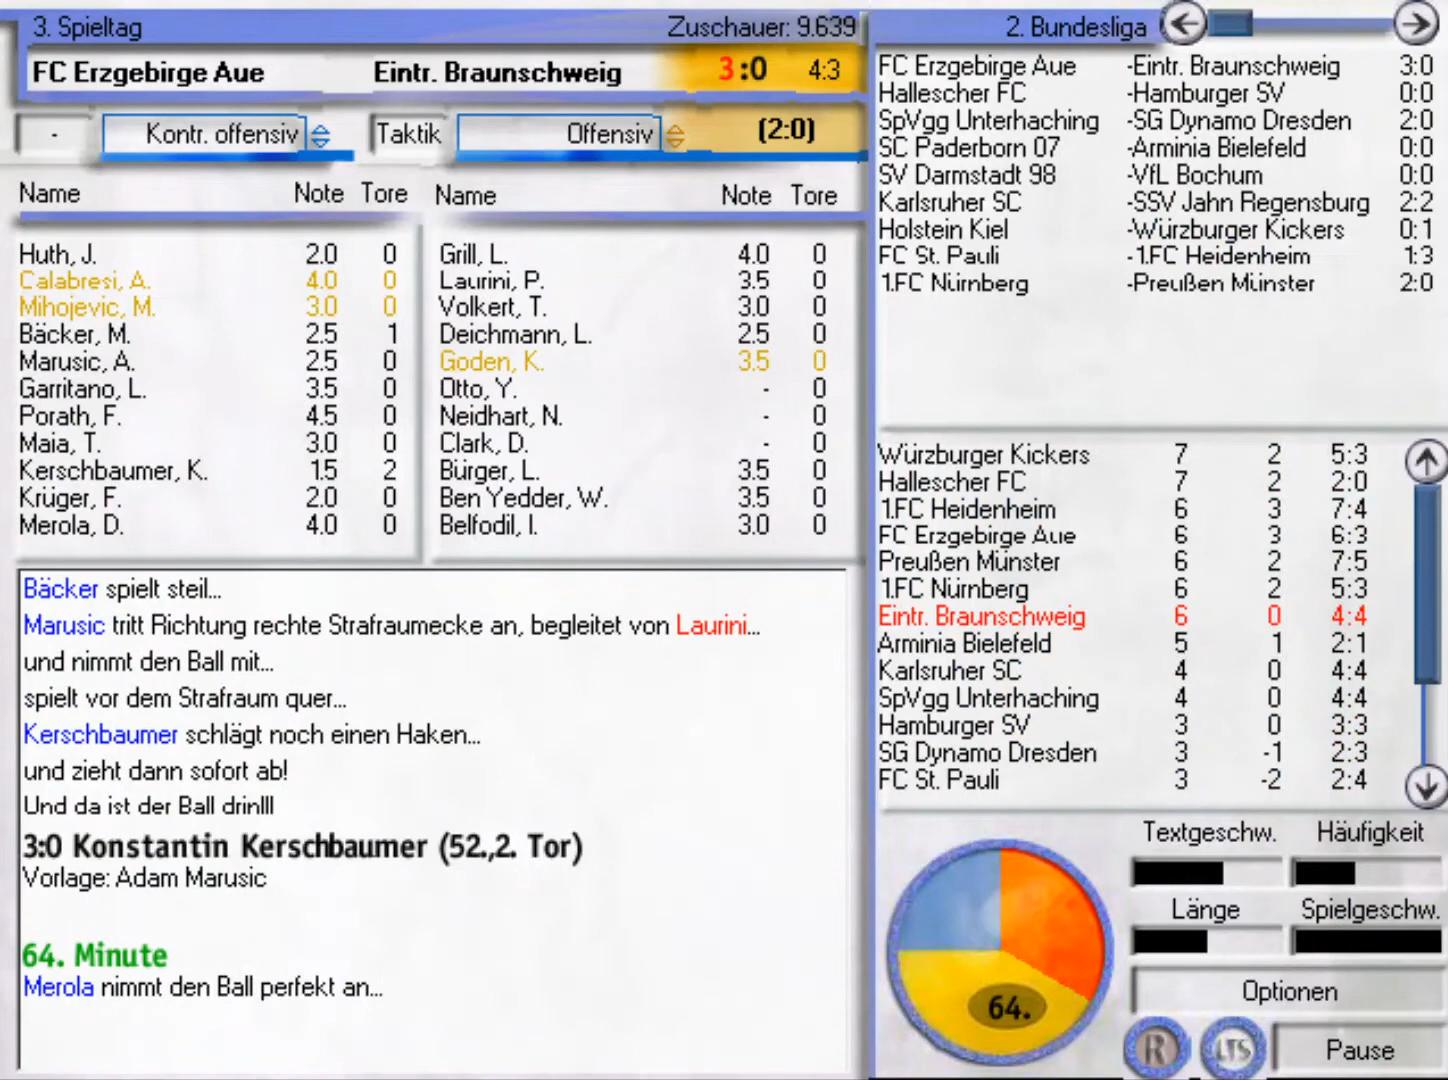 3. Spieltag Zuschauer: 9.639
FC Erzgebirge Aue Eintr. Braunschweig 3:0 4:3
- Kontr. offensiv Taktik Offensiv (2:0)
Name Note Tore Name Note Tore
Huth, J. 2.0 0 Grill, L. 4.0 0
Calabresi, A. 4.0 0 Laurini, P. 3.5 0
Mihojevic, M. 3.0 0 Volkert, T. 3.0 0
Bäcker, M. 2.5 1 Deichmann, L. 2.5 0
Marusic, A. 2.5 0 Goden, K. 3.5 0
Garritano, L. 3.5 0 Otto, Y. - 0
Porath, F. 4.5 0 Neidhart, N. - 0
Maia, T. 3.0 0 Clark, D. - 0
Kerschbaumer, K. 1.5 2 Bürger, L. 3.5 0
Krüger, F. 2.0 0 Ben Yedder, W. 3.5 0
Merola, D. 4.0 0 Belfodil, I. 3.0 0
Bäcker spielt steil...
Marusic tritt Richtung rechte Strafraumecke an, begleitet von Laurini...
und nimmt den Ball mit...
spielt vor dem Strafraum quer...
Kerschbaumer schlägt noch einen Haken...
und zieht dann sofort ab!
Und da ist der Ball drin!!!
3:0 Konstantin Kerschbaumer (52.,2. Tor)
Vorlage: Adam Marusic
64. Minute
Merola nimmt den Ball perfekt an...
2. Bundesliga
FC Erzgebirge Aue -Eintr. Braunschweig 3:0
Hallescher FC -Hamburger SV 0:0
SpVgg Unterhaching -SG Dynamo Dresden 2:0
SC Paderborn 07 -Arminia Bielefeld 0:0
SV Darmstadt 98 -VfL Bochum 0:0
Karlsruher SC -SSV Jahn Regensburg 2:2
Holstein Kiel -Würzburger Kickers 0:1
FC St. Pauli -1.FC Heidenheim 1:3
1.FC Nürnberg -Preußen Münster 2:0
Würzburger Kickers 7 2 5:3
Hallescher FC 7 2 2:0
1.FC Heidenheim 6 3 7:4
FC Erzgebirge Aue 6 3 6:3
Preußen Münster 6 2 7:5
1.FC Nürnberg 6 2 5:3
Eintr. Braunschweig 6 0 4:4
Arminia Bielefeld 5 1 2:1
Karlsruher SC 4 0 4:4
SpVgg Unterhaching 4 0 4:4
Hamburger SV 3 0 3:3
SG Dynamo Dresden 3 -1 2:3
FC St. Pauli 3 -2 2:4
Textgeschw. Häufigkeit
Länge Spielgeschw.
Optionen
64.
R LTS Pause